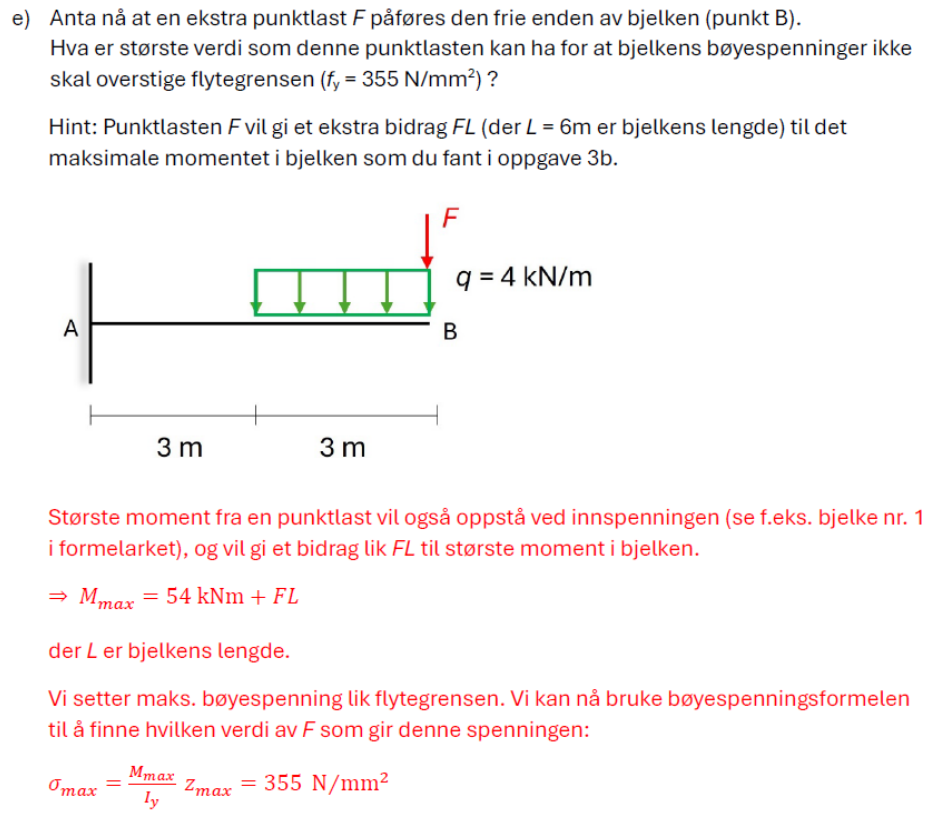 e) Anta nå at en ekstra punktlast F påføres den frie enden av bjelken (punkt B).
Hva er største verdi som denne punktlasten kan ha for at bjelkens bøyespenninger ikke
skal overstige flytegrensen (fy = 355 N/mm²) ?
Hint: Punktlasten F vil gi et ekstra bidrag FL (der L = 6m er bjelkens lengde) til det
maksimale momentet i bjelken som du fant i oppgave 3b.
F
q = 4 kN/m
A
B
3 m
3 m
Største moment fra en punktlast vil også oppstå ved innspenningen (se f.eks. bjelke nr. 1
i formelarket), og vil gi et bidrag lik FL til største moment i bjelken.
⇒ Mmax = 54 kNm + FL
der L er bjelkens lengde.
Vi setter maks. bøyespenning lik flytegrensen. Vi kan nå bruke bøyespenningsformelen
til å finne hvilken verdi av F som gir denne spenningen:
σmax = Mmax/Iy zmax = 355 N/mm²